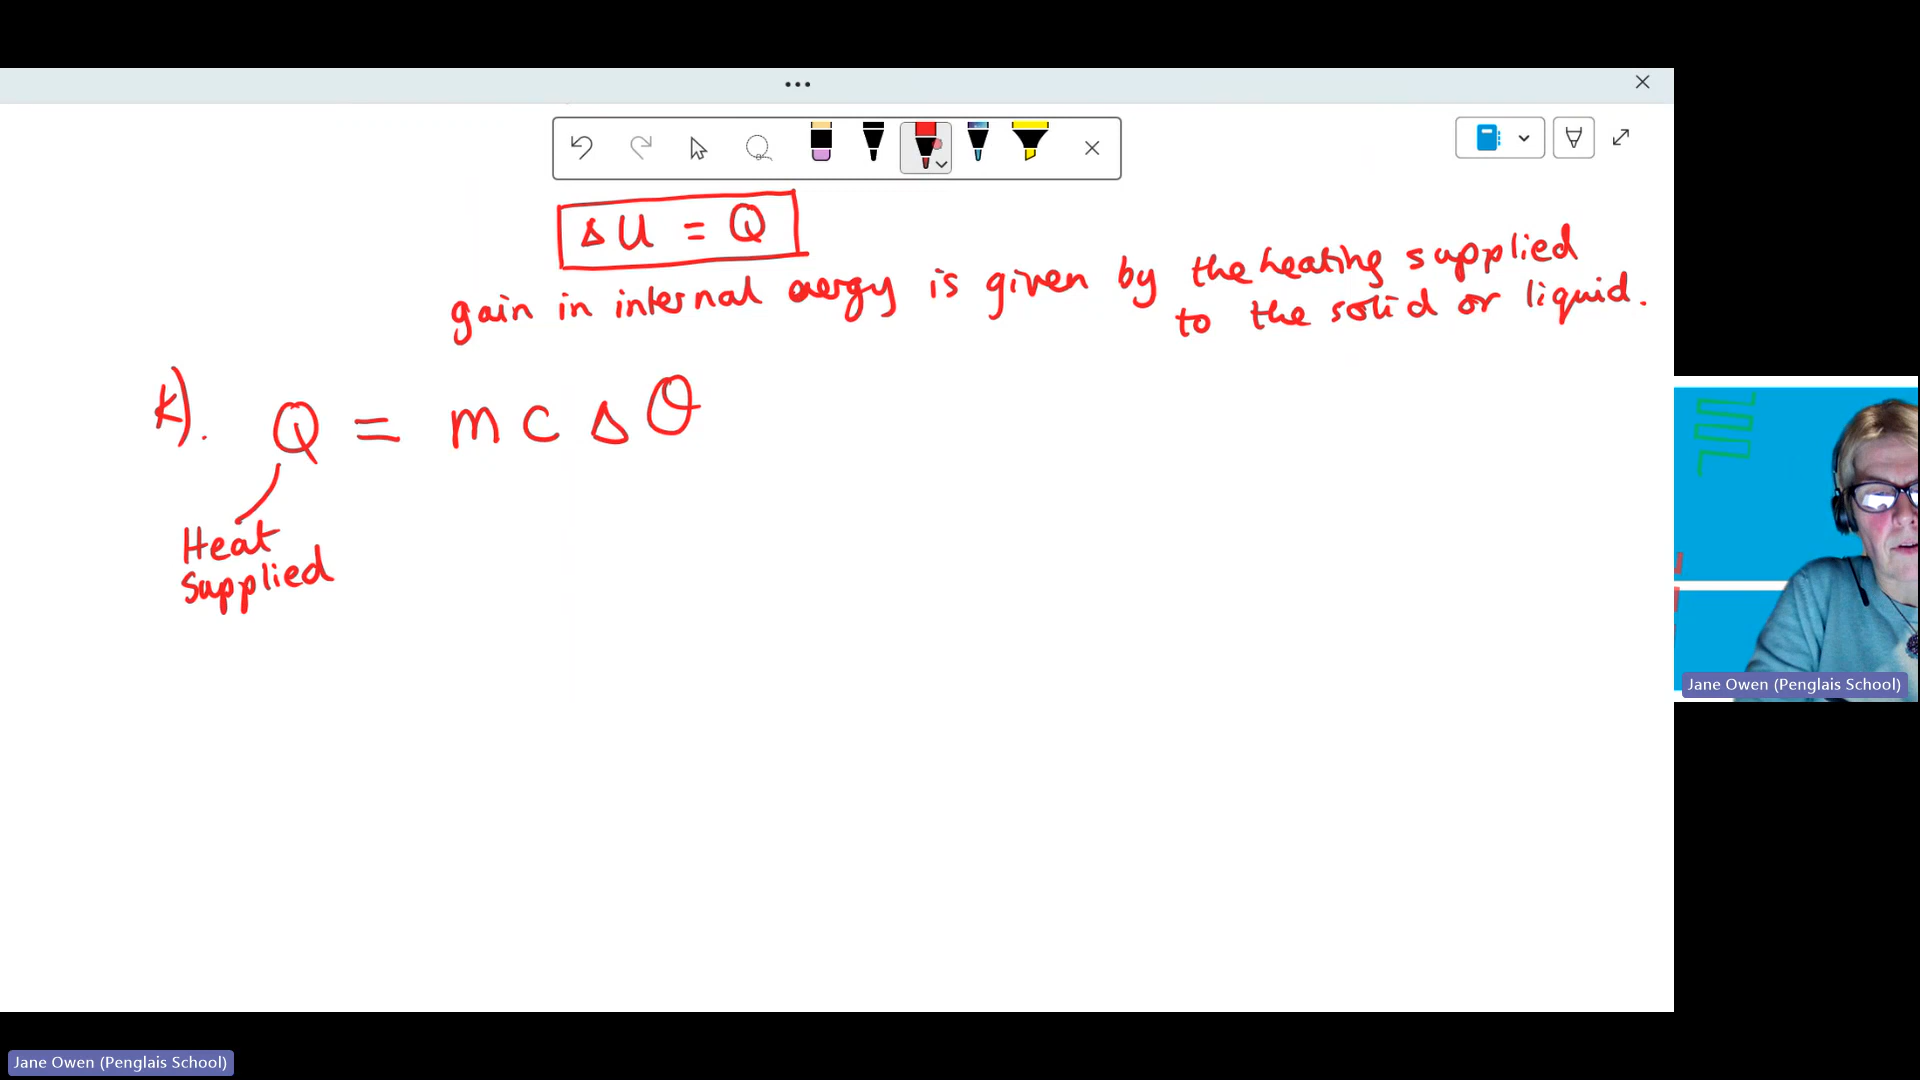 ΔU = Q
gain in internal energy is given by the heating supplied
to the solid or liquid.
k). Q = m c Δθ
Heat
supplied
Jane Owen (Penglais School)
Jane Owen (Penglais School)